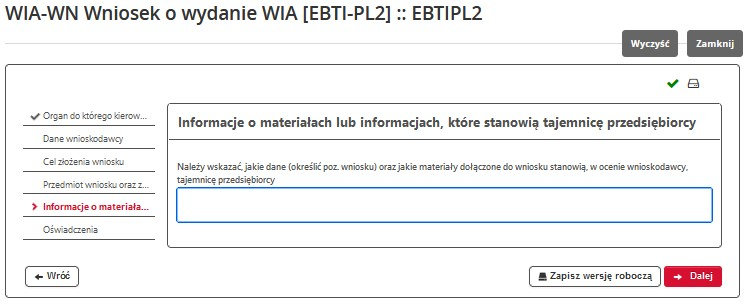 WIA-WN Wniosek o wydanie WIA [EBTI-PL2] :: EBTIPL2
Wyczyść
Zamknij
Organ do którego kierow...
Dane wnioskodawcy
Cel złożenia wniosku
Przedmiot wniosku oraz z...
Informacje o materiała...
Oświadczenia
Informacje o materiałach lub informacjach, które stanowią tajemnicę przedsiębiorcy
Należy wskazać, jakie dane (określić poz. wniosku) oraz jakie materiały dołączone do wniosku stanowią, w ocenie wnioskodawcy,
tajemnicę przedsiębiorcy
Wróć
Zapisz wersję roboczą
Dalej